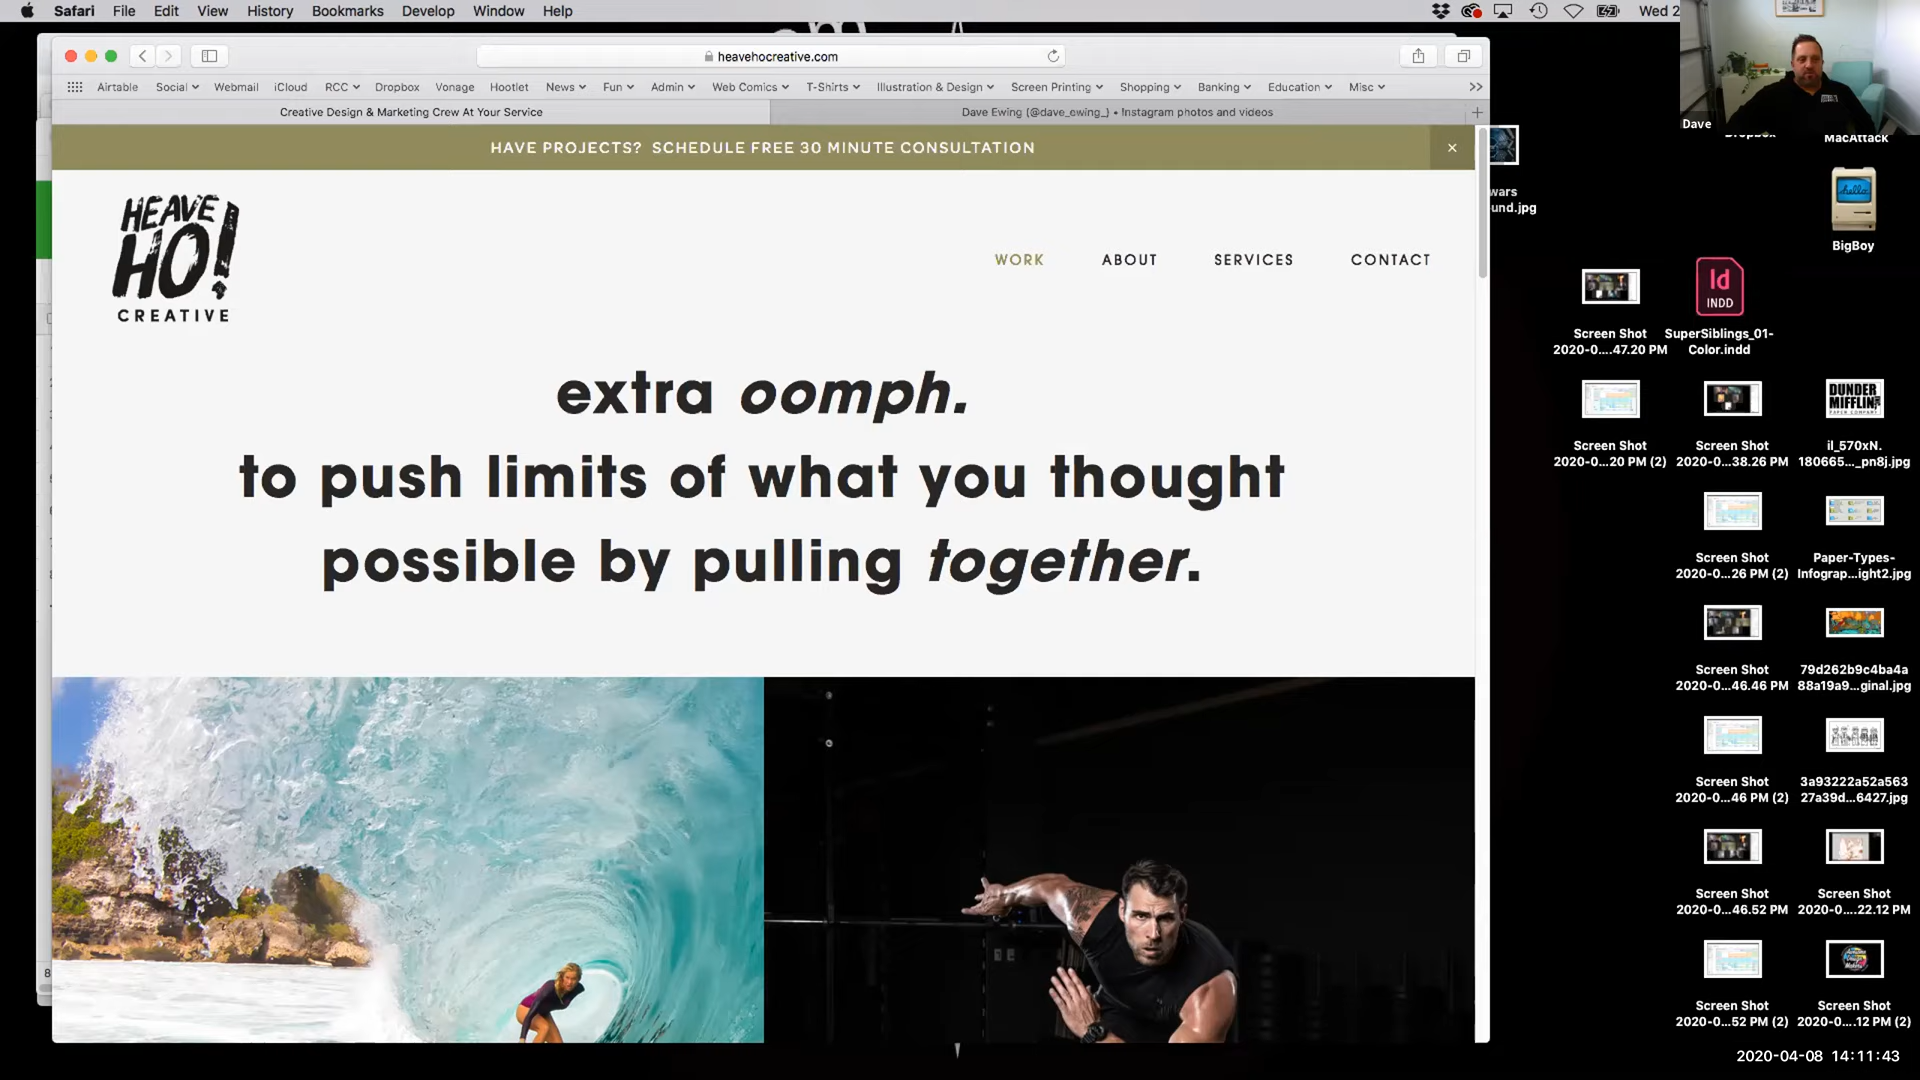 Safari File Edit View History Bookmarks Develop Window Help
Wed 2
heavehocreative.com
Airtable Social Webmail iCloud RCC Dropbox Vonage Hootlet News Fun Admin Web Comics T-Shirts Illustration & Design Screen Printing Shopping Banking Education Misc
Creative Design & Marketing Crew At Your Service
Dave Ewing (@dave_ewing_) • Instagram photos and videos
HAVE PROJECTS? SCHEDULE FREE 30 MINUTE CONSULTATION
HEAVE
HO!
CREATIVE
WORK ABOUT SERVICES CONTACT
extra oomph.
to push limits of what you thought
possible by pulling together.
8
Dave
Dropbox
MacAttack
wars
und.jpg
hello
BigBoy
Id
INDD
Screen Shot
2020-0....47.20 PM
SuperSiblings_01-
Color.indd
DUNDER
MIFFLIN
PAPER COMPANY
Screen Shot
2020-0...20 PM (2)
Screen Shot
2020-0...38.26 PM
il_570xN.
180665..._pn8j.jpg
Screen Shot
2020-0...26 PM (2)
Paper-Types-
Infograp...ight2.jpg
Screen Shot
2020-0...46.46 PM
79d262b9c4ba4a
88a19a9...ginal.jpg
Screen Shot
2020-0...46 PM (2)
3a93222a52a563
27a39d...6427.jpg
Screen Shot
2020-0...46.52 PM
Screen Shot
2020-0....22.12 PM
Screen Shot
2020-0...52 PM (2)
Screen Shot
2020-0....12 PM (2)
2020-04-08 14:11:43